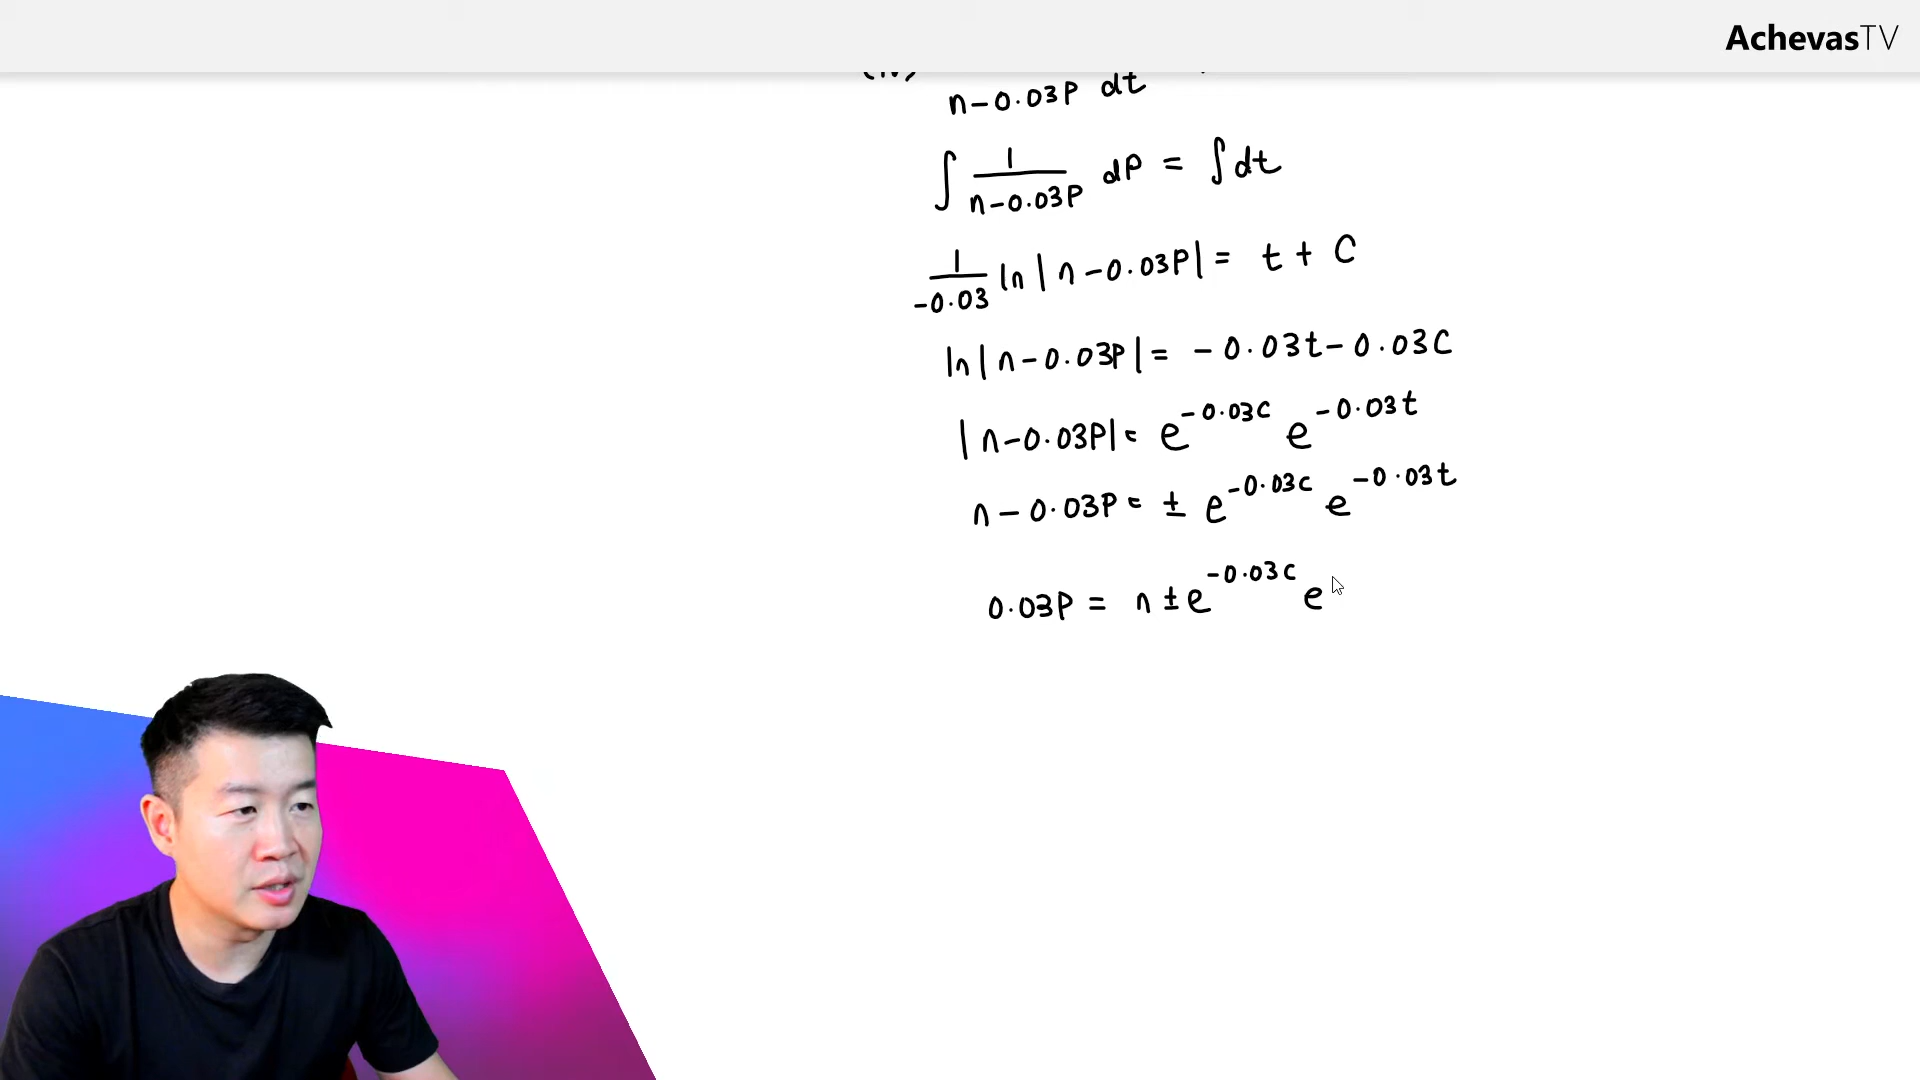 AchevasTV
n-0.03P dt
∫ 1/(n-0.03P) dP = ∫dt
1/(-0.03) ln|n-0.03P| = t + C
ln|n-0.03P| = -0.03t-0.03C
|n-0.03P| = e^(-0.03C) e^(-0.03t)
n-0.03P = ± e^(-0.03C) e^(-0.03t)
0.03P = n ± e^(-0.03C) e